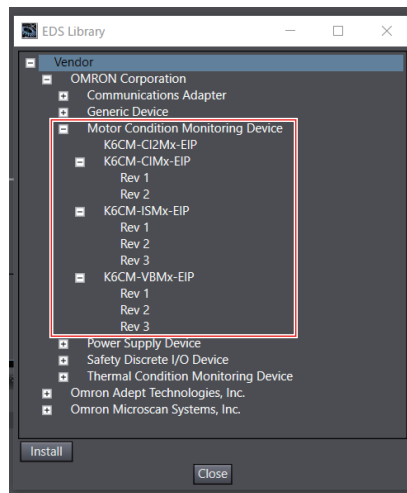 EDS Library
Vendor
OMRON Corporation
Communications Adapter
Generic Device
Motor Condition Monitoring Device
K6CM-CI2Mx-EIP
K6CM-CIMx-EIP
Rev 1
Rev 2
K6CM-ISMx-EIP
Rev 1
Rev 2
Rev 3
K6CM-VBMx-EIP
Rev 1
Rev 2
Rev 3
Power Supply Device
Safety Discrete I/O Device
Thermal Condition Monitoring Device
Omron Adept Technologies, Inc.
Omron Microscan Systems, Inc.
Install
Close